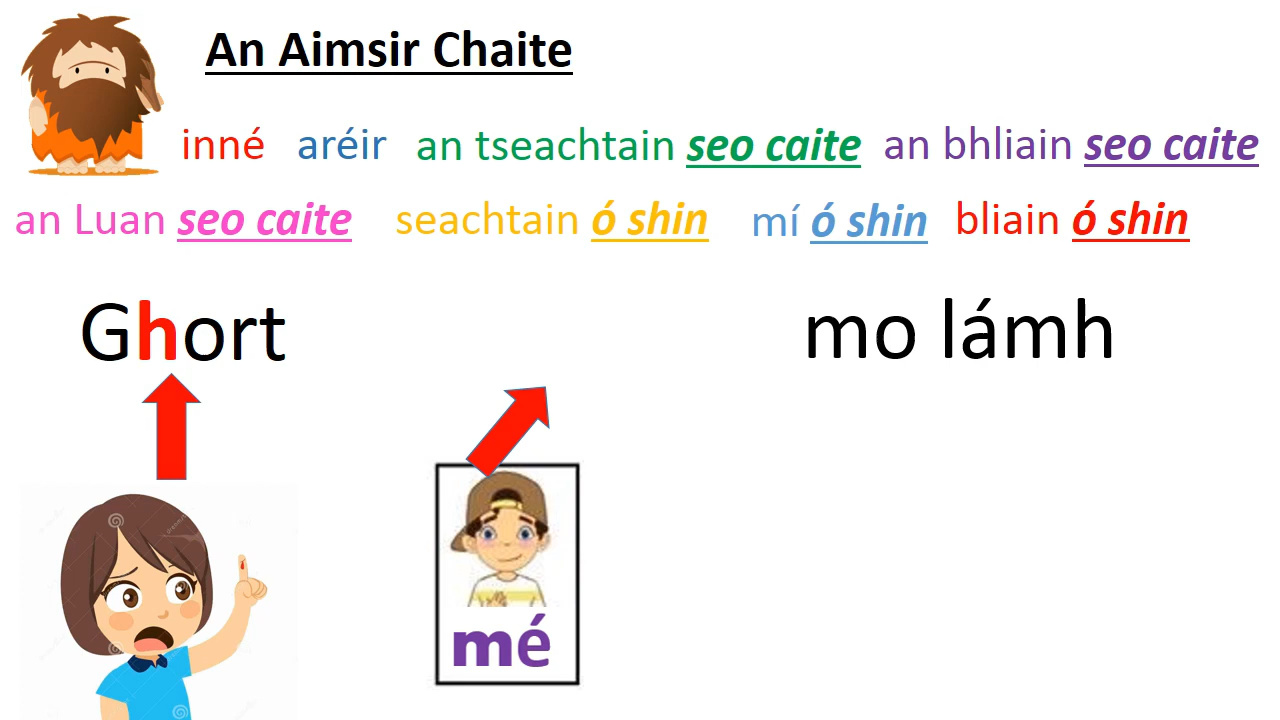 An Aimsir Chaite
inné aréir an tseachtain seo caite an bhliain seo caite
an Luan seo caite seachtain ó shin mí ó shin bliain ó shin
Ghort mo lámh
mé